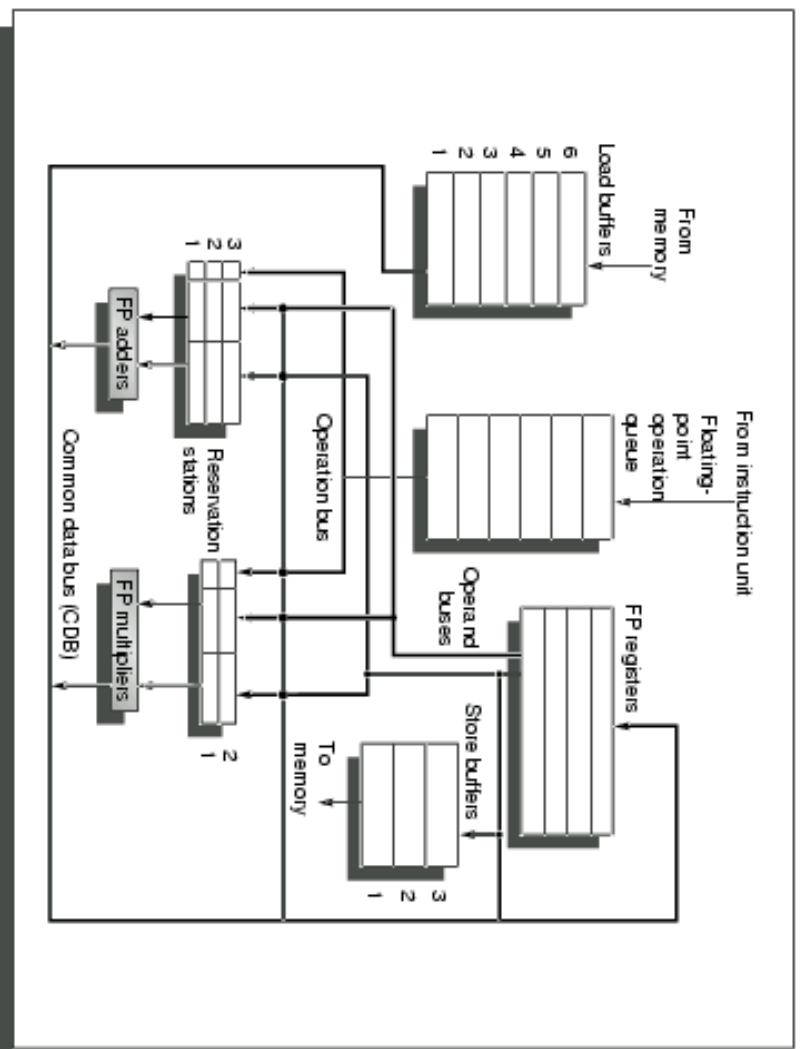 From instruction unit
From
memory
Floating-
point
operation
queue
FP registers
Load buffers
6
5
4
3
2
1
Operand
buses
Store buffers
3
2
1
To
memory
Operation bus
3
2
1
Reservation
stations
2
1
FP adders
FP multipliers
Common data bus (CDB)